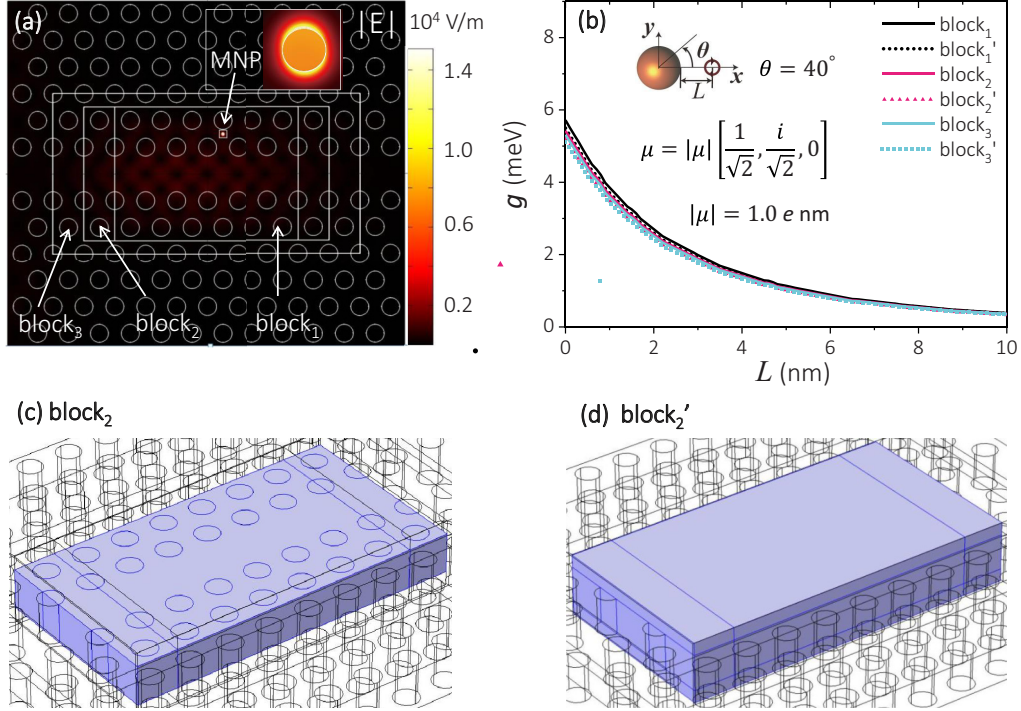 (a)
|E|
MNP
block₃
block₂
block₁
10⁴ V/m
1.4
1.0
0.6
0.2
(b)
g (meV)
8
6
4
2
0
0 2 4 6 8 10
L (nm)
y
θ
x
L
θ = 40°
μ = |μ| [1/√2, i/√2, 0]
|μ| = 1.0 e nm
block₁
block₁'
block₂
block₂'
block₃
block₃'
(c) block₂
(d) block₂'